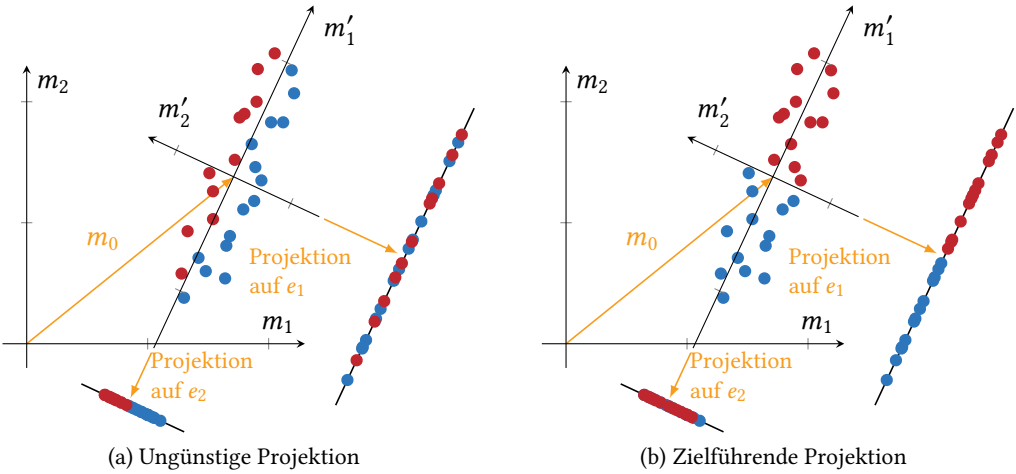 m₂
m′₁
m′₂
m₀
m₁
Projektion
auf e₁
Projektion
auf e₂
(a) Ungünstige Projektion
m₂
m′₁
m′₂
m₀
m₁
Projektion
auf e₁
Projektion
auf e₂
(b) Zielführende Projektion